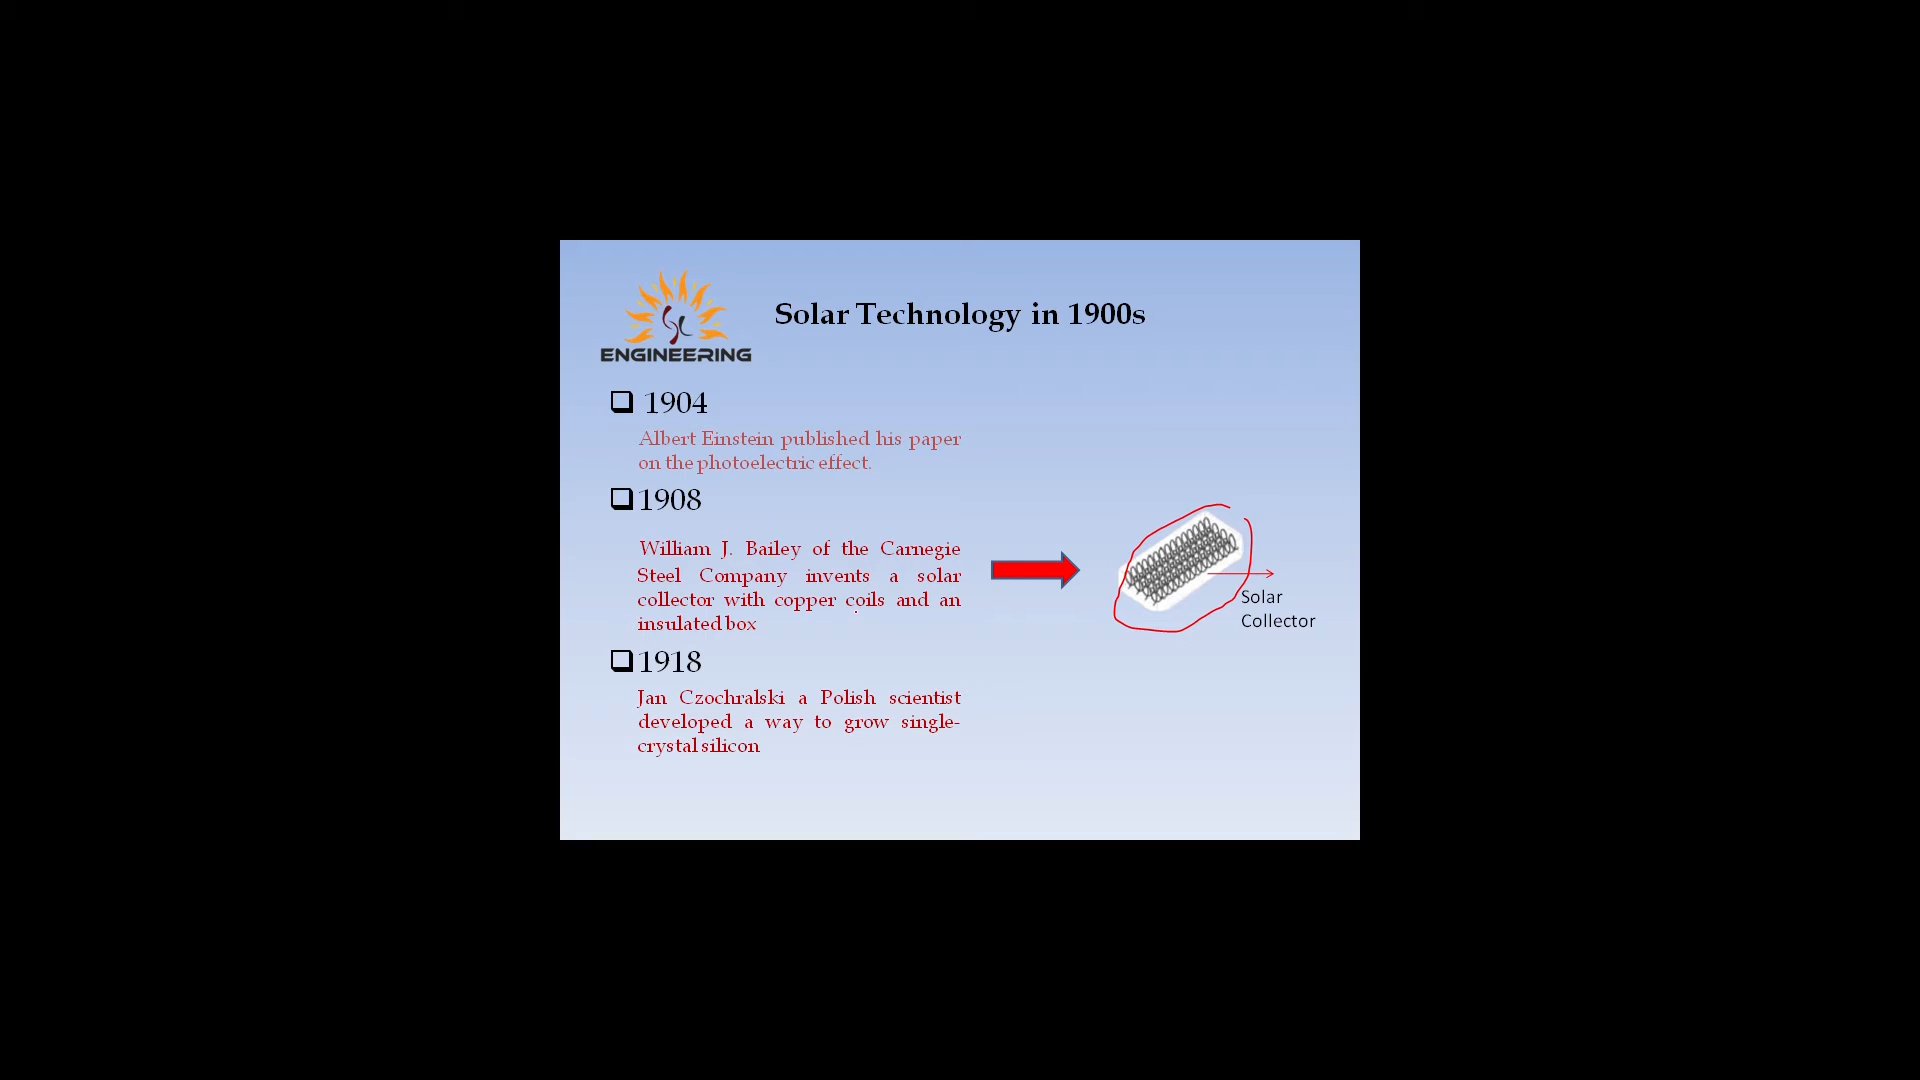 Solar Technology in 1900s
SL
ENGINEERING
1904
Albert Einstein published his paper
on the photoelectric effect.
1908
William J. Bailey of the Carnegie
Steel Company invents a solar
collector with copper coils and an
insulated box
Solar
Collector
1918
Jan Czochralski a Polish scientist
developed a way to grow single-
crystal silicon